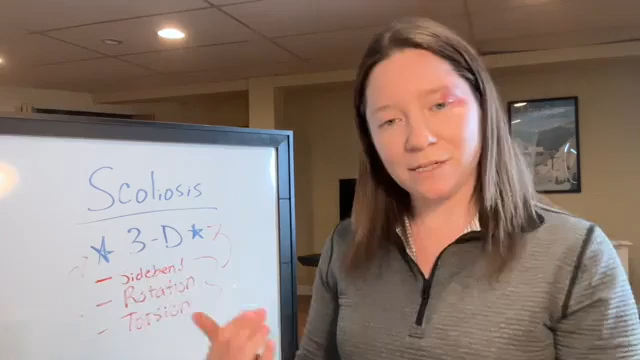 Scoliosis
★ 3-D ★
- sidebend
- Rotation
- Torsion